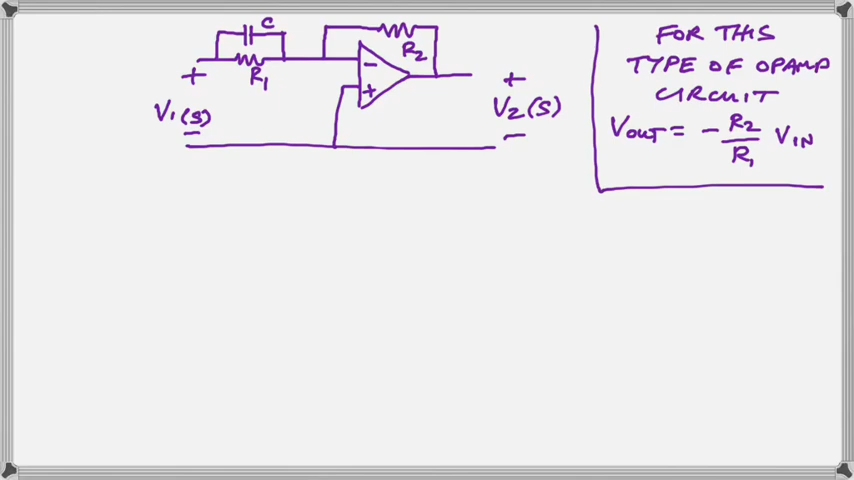 C
R1
R2
−
+
+
V1(s)
−
+
V2(s)
−
FOR THIS
TYPE OF OPAMP
CIRCUIT
VOUT = − R2/R1 VIN